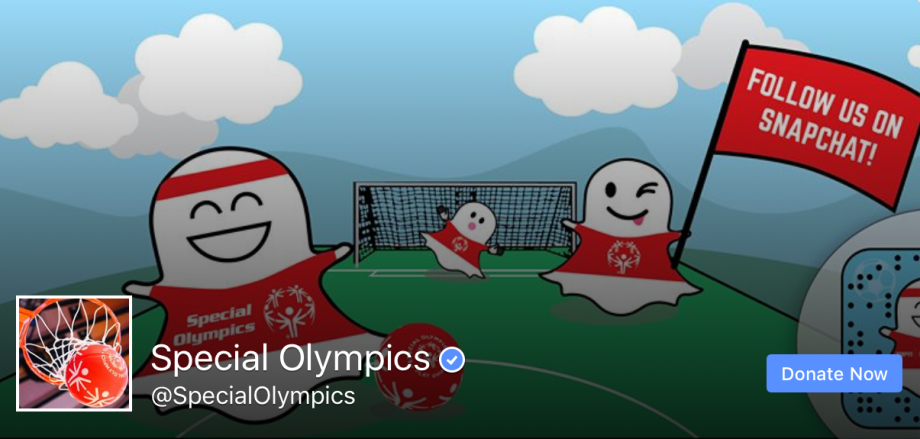 FOLLOW US ON
SNAPCHAT!
Special
Olympics
Special Olympics
@SpecialOlympics
Donate Now